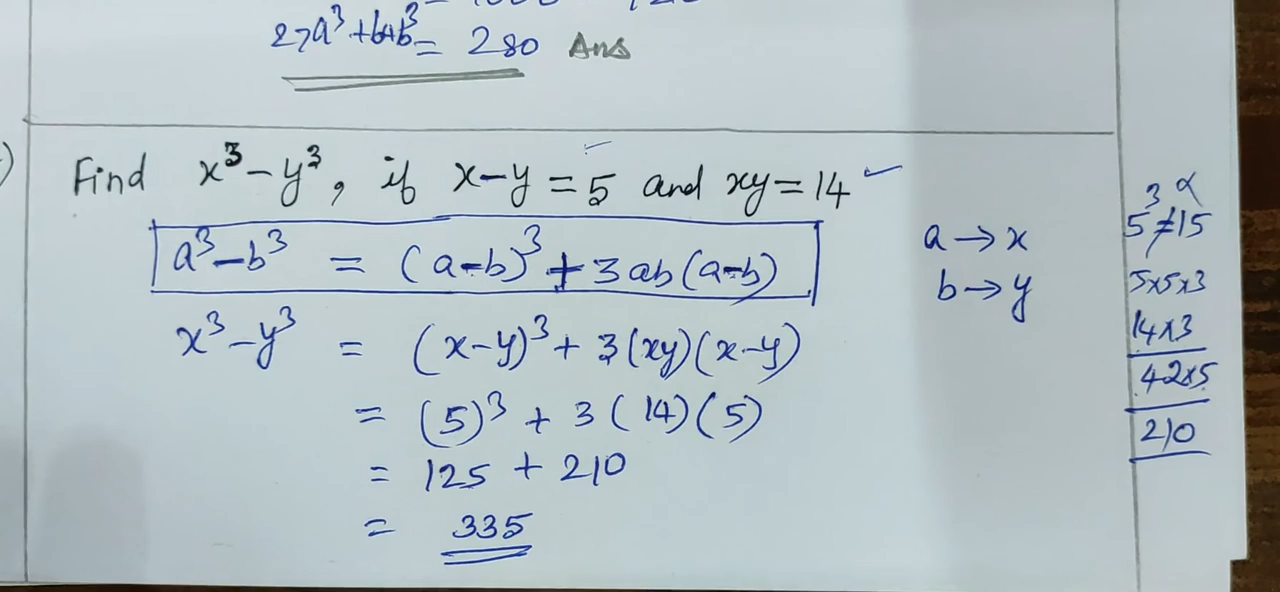 27a³+64b³= 280 Ans
Find x³-y³, if x-y=5 and xy=14
a³-b³ = (a-b)³+3ab(a-b)
x³-y³ = (x-y)³+3(xy)(x-y)
= (5)³+3(14)(5)
= 125+210
= 335
a→x
b→y
5³≠15
5x5x3
14x3
42x5
210